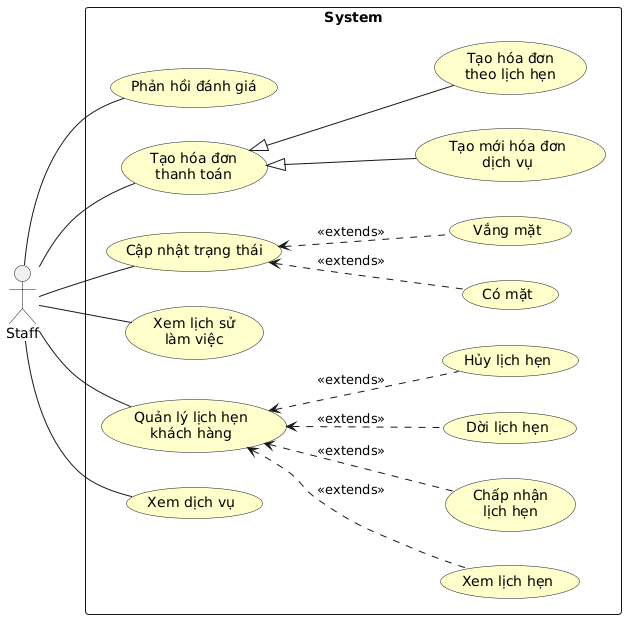 System
Tạo hóa đơn
theo lịch hẹn
Phản hồi đánh giá
Tạo mới hóa đơn
dịch vụ
Tạo hóa đơn
thanh toán
Vắng mặt
«extends»
Cập nhật trạng thái
«extends»
Có mặt
Staff
Xem lịch sử
làm việc
Hủy lịch hẹn
«extends»
Quản lý lịch hẹn
khách hàng
«extends»
Dời lịch hẹn
«extends»
Chấp nhận
lịch hẹn
«extends»
Xem dịch vụ
Xem lịch hẹn